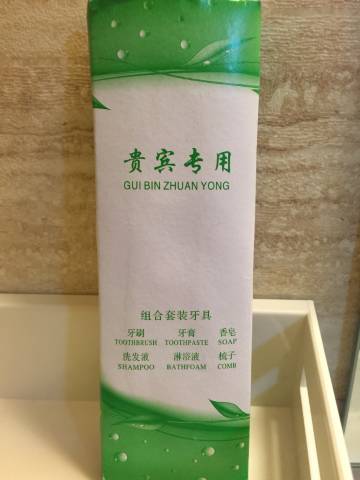 贵宾专用
GUI BIN ZHUAN YONG
组合套装牙具
牙刷 牙膏 香皂
TOOTHBRUSH TOOTHPASTE SOAP
洗发液 淋浴液 梳子
SHAMPOO BATHFOAM COMB